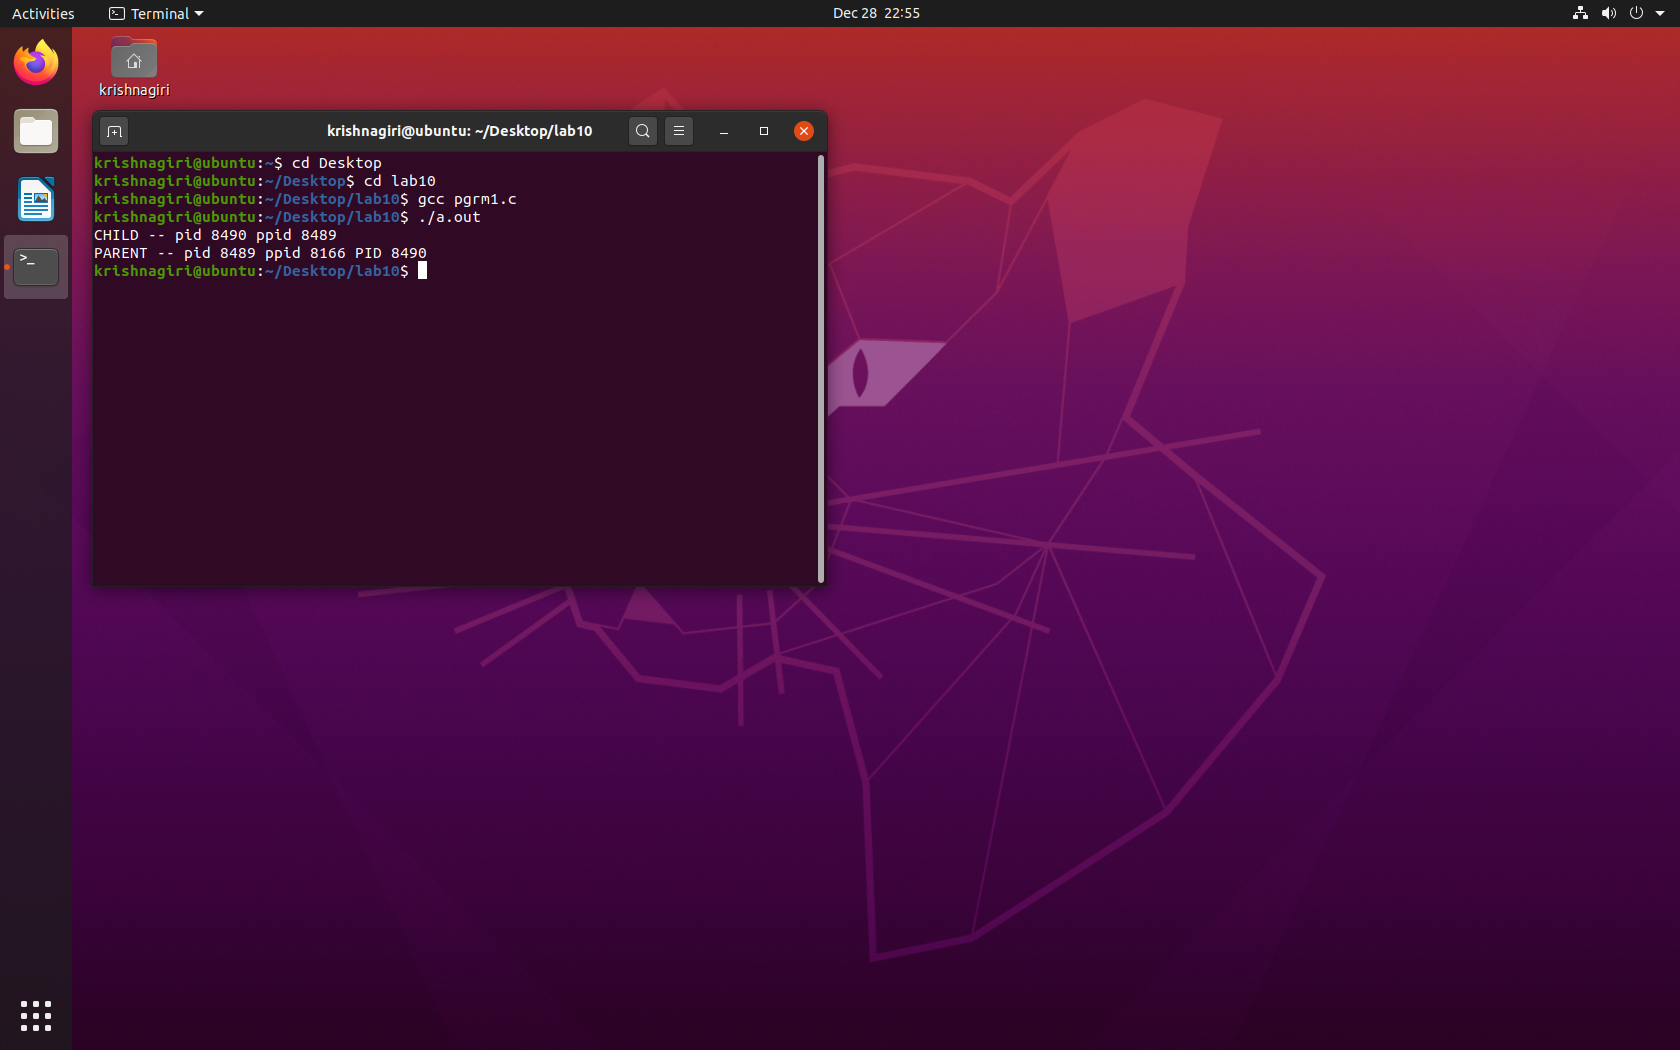 Activities Terminal Dec 28 22:55
krishnagiri
krishnagiri@ubuntu: ~/Desktop/lab10
krishnagiri@ubuntu:~$ cd Desktop
krishnagiri@ubuntu:~/Desktop$ cd lab10
krishnagiri@ubuntu:~/Desktop/lab10$ gcc pgrm1.c
krishnagiri@ubuntu:~/Desktop/lab10$ ./a.out
CHILD -- pid 8490 ppid 8489
PARENT -- pid 8489 ppid 8166 PID 8490
krishnagiri@ubuntu:~/Desktop/lab10$